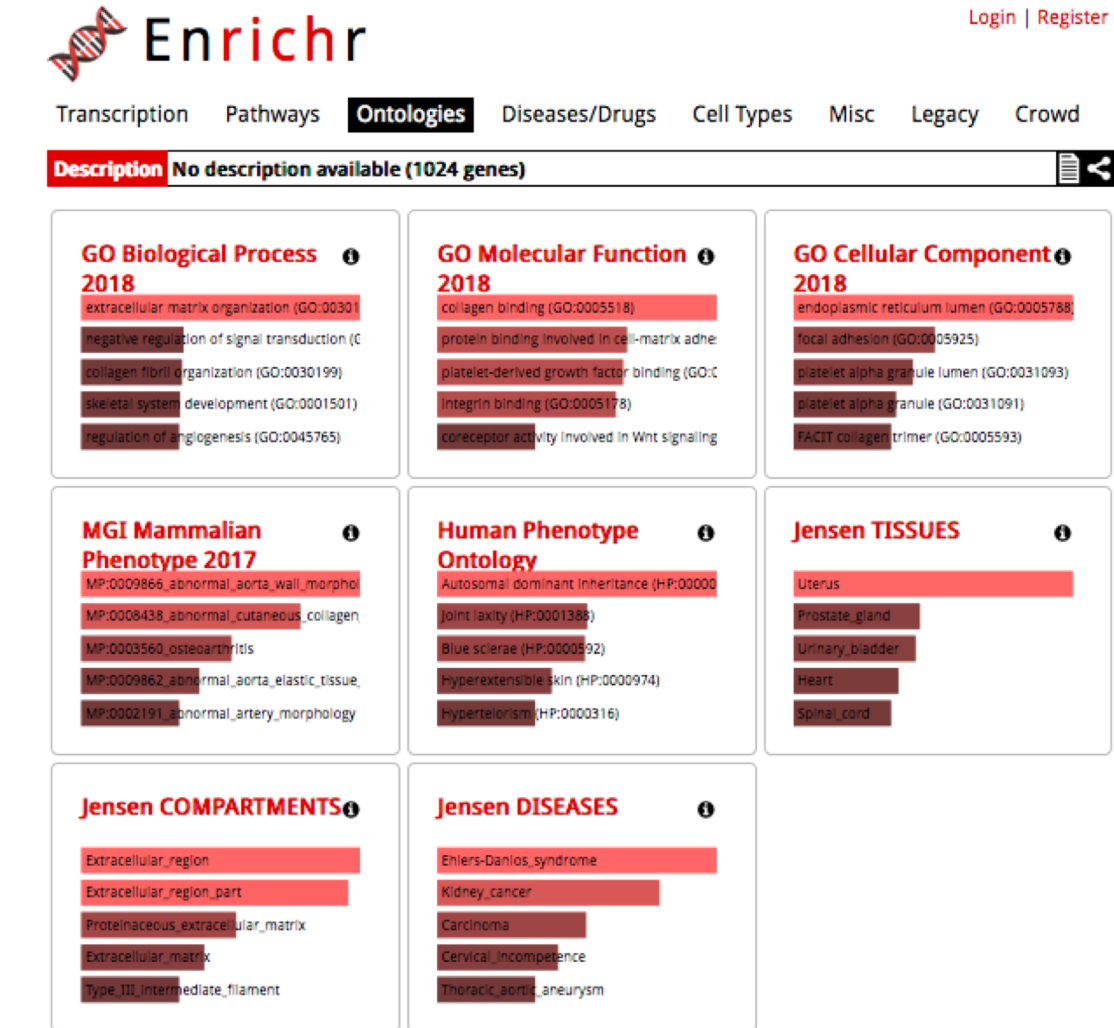 Enrichr
Login | Register
Transcription Pathways Ontologies Diseases/Drugs Cell Types Misc Legacy Crowd
Description No description available (1024 genes)
GO Biological Process
2018
extracellular matrix organization (GO:00301
negative regulation of signal transduction (G
collagen fibril organization (GO:0030199)
skeletal system development (GO:0001501)
regulation of angiogenesis (GO:0045765)
GO Molecular Function
2018
collagen binding (GO:0005518)
protein binding involved in cell-matrix adhe
platelet-derived growth factor binding (GO:0
integrin binding (GO:0005178)
coreceptor activity involved in Wnt signaling
GO Cellular Component
2018
endoplasmic reticulum lumen (GO:0005788)
focal adhesion (GO:0005925)
platelet alpha granule lumen (GO:0031093)
platelet alpha granule (GO:0031091)
FACIT collagen trimer (GO:0005593)
MGI Mammalian
Phenotype 2017
MP:0009866_abnormal_aorta_wall_morphol
MP:0008438_abnormal_cutaneous_collagen_
MP:0003560_osteoarthritis
MP:0009862_abnormal_aorta_elastic_tissue_
MP:0002191_abnormal_artery_morphology
Human Phenotype
Ontology
Autosomal dominant inheritance (HP:00000
Joint laxity (HP:0001388)
Blue sclerae (HP:0000592)
Hyperextensible skin (HP:0000974)
Hypertelorism (HP:0000316)
Jensen TISSUES
Uterus
Prostate_gland
Urinary_bladder
Heart
Spinal_cord
Jensen COMPARTMENTS
Extracellular_region
Extracellular_region_part
Proteinaceous_extracellular_matrix
Extracellular_matrix
Type_III_intermediate_filament
Jensen DISEASES
Ehlers-Danlos_syndrome
Kidney_cancer
Carcinoma
Cervical_incompetence
Thoracic_aortic_aneurysm